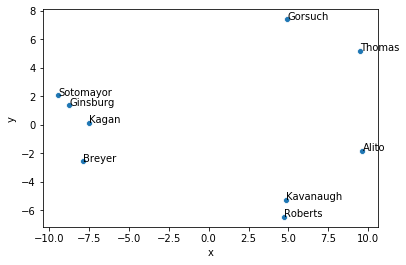 8
Gorsuch
6
Thomas
4
2
Sotomayor
Ginsburg
0
Kagan
y
−2
Breyer
Alito
−4
Kavanaugh
−6
Roberts
−10.0 −7.5 −5.0 −2.5 0.0 2.5 5.0 7.5 10.0
x